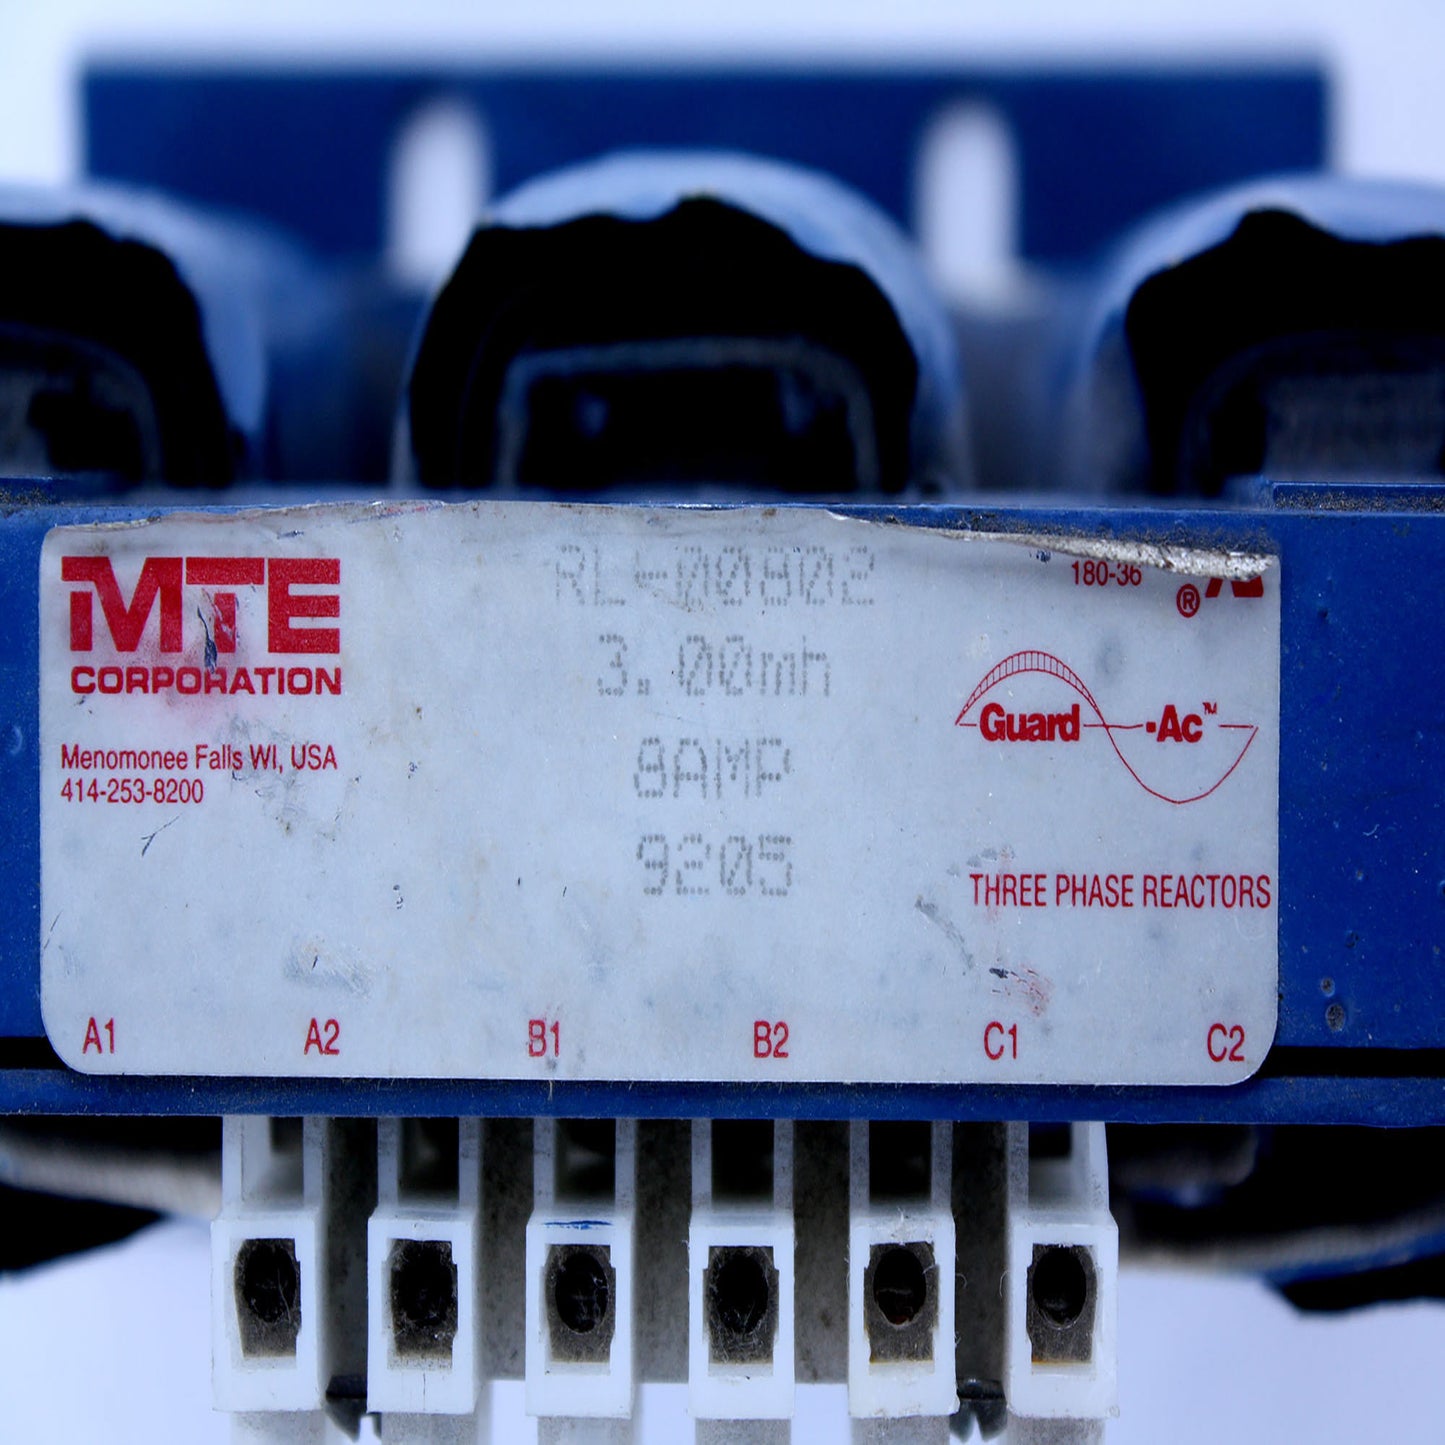 MTE
CORPORATION
Menomonee Falls WI, USA
414-253-8200
RL-00802
3.00mh
8AMP
9205
180-36
®
Guard-Ac™
THREE PHASE REACTORS
A1 A2 B1 B2 C1 C2